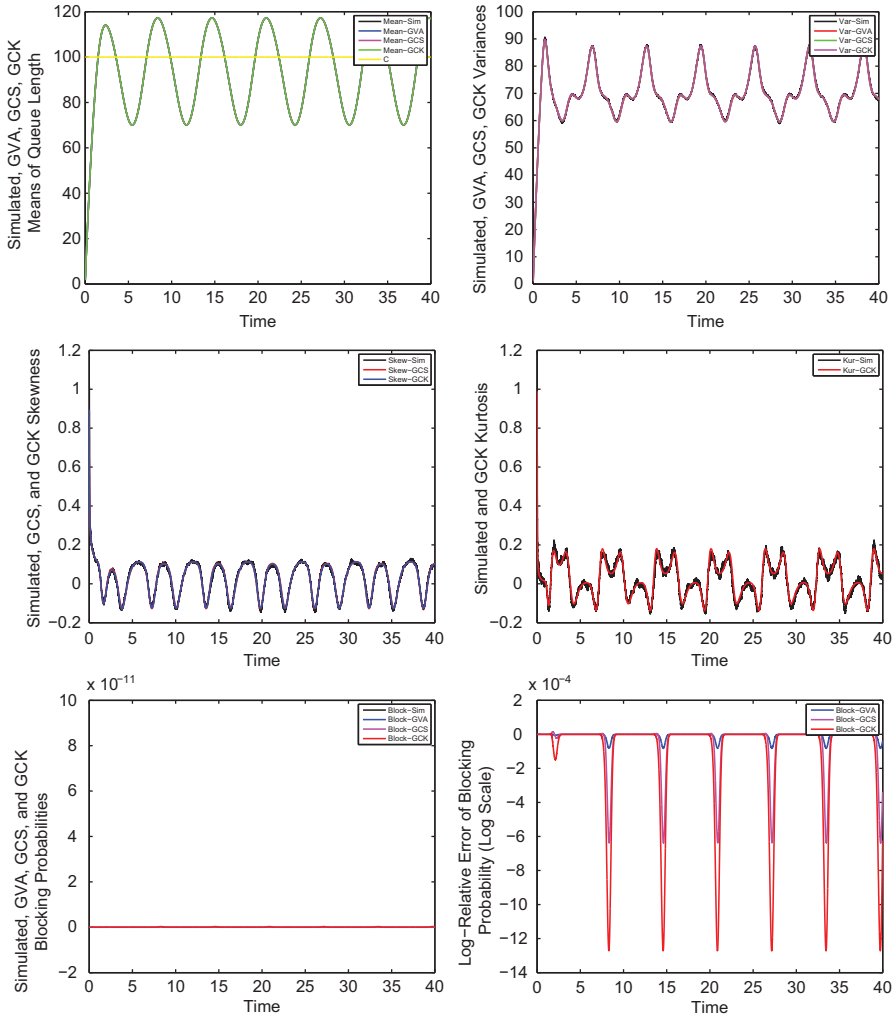 Simulated, GVA, GCS, GCK
Means of Queue Length
120
100
80
60
40
20
0
0 5 10 15 20 25 30 35 40
Time
Mean−Sim
Mean−GVA
Mean−GCS
Mean−GCK
C
Simulated, GVA, GCS, GCK Variances
100
90
80
70
60
50
40
30
20
10
0
0 5 10 15 20 25 30 35 40
Time
Var−Sim
Var−GVA
Var−GCS
Var−GCK
Simulated, GCS, and GCK Skewness
1.2
1
0.8
0.6
0.4
0.2
0
−0.2
0 5 10 15 20 25 30 35 40
Time
Skew−Sim
Skew−GCS
Skew−GCK
Simulated and GCK Kurtosis
1.2
1
0.8
0.6
0.4
0.2
0
−0.2
0 5 10 15 20 25 30 35 40
Time
Kur−Sim
Kur−GCK
Simulated, GVA, GCS, and GCK
Blocking Probabilities
x 10−11
10
8
6
4
2
0
−2
0 5 10 15 20 25 30 35 40
Time
Block−Sim
Block−GVA
Block−GCS
Block−GCK
Log−Relative Error of Blocking
Probability (Log Scale)
x 10−4
2
0
−2
−4
−6
−8
−10
−12
−14
0 5 10 15 20 25 30 35 40
Time
Block−GVA
Block−GCS
Block−GCK